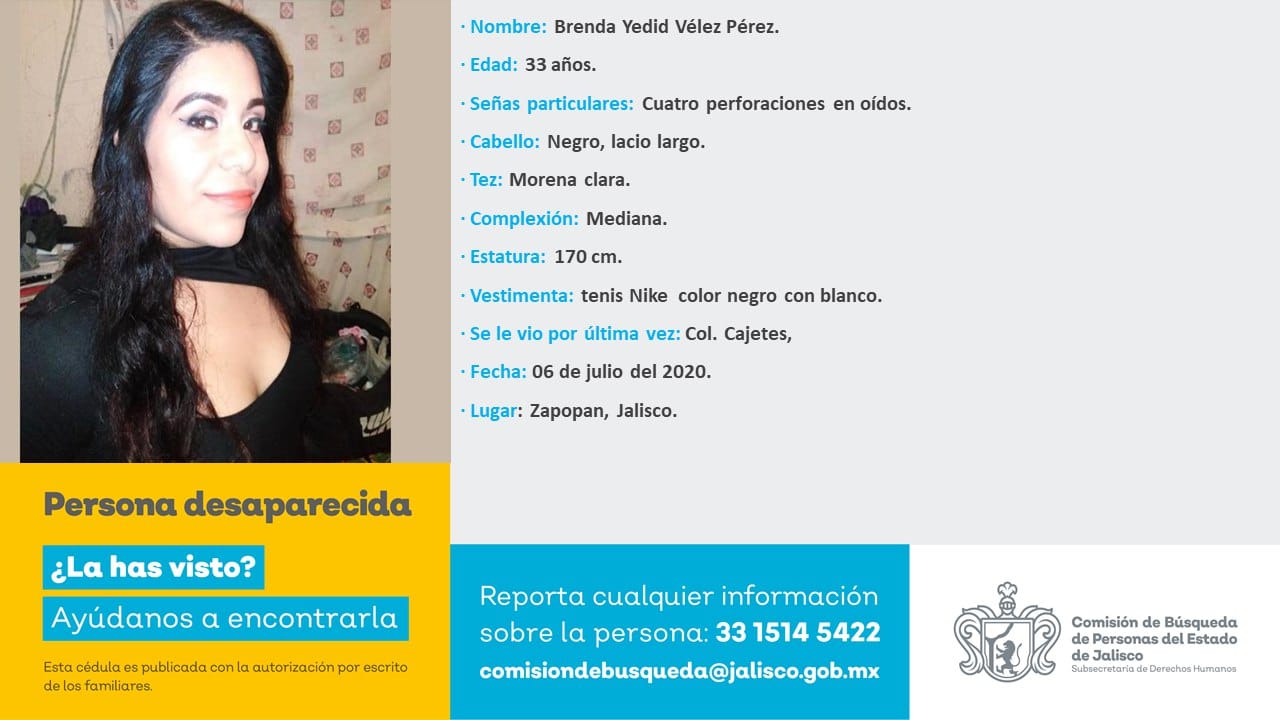 · Nombre: Brenda Yedid Vélez Pérez.
· Edad: 33 años.
· Señas particulares: Cuatro perforaciones en oídos.
· Cabello: Negro, lacio largo.
· Tez: Morena clara.
· Complexión: Mediana.
· Estatura: 170 cm.
· Vestimenta: tenis Nike color negro con blanco.
· Se le vio por última vez: Col. Cajetes,
· Fecha: 06 de julio del 2020.
· Lugar: Zapopan, Jalisco.
Persona desaparecida
¿La has visto?
Ayúdanos a encontrarla
Esta cédula es publicada con la autorización por escrito
de los familiares.
Reporta cualquier información
sobre la persona: 33 1514 5422
comisiondebusqueda@jalisco.gob.mx
Comisión de Búsqueda
de Personas del Estado
de Jalisco
Subsecretaría de Derechos Humanos